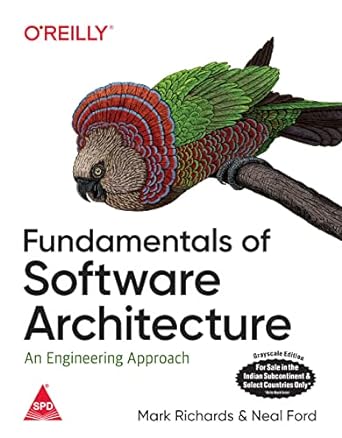 O'REILLY®
Fundamentals of
Software
Architecture
An Engineering Approach
Grayscale Edition
For Sale in the
Indian Subcontinent &
Select Countries Only*
SPD
Mark Richards & Neal Ford